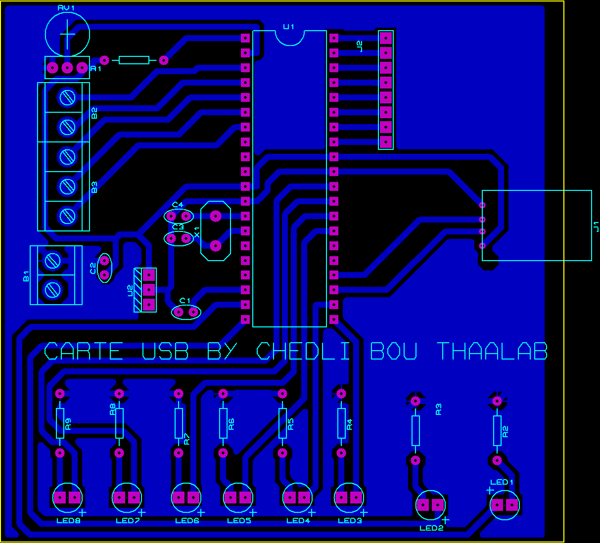 RV1
U1
J2
R1
B2
B3
C4
C3
X1
J1
C2
B1
U2
C1
CARTE USB BY CHEDLI BOU THAALAB
R9
R8
R7
R6
R5
R4
R3
R2
LED1
LED8
LED7
LED6
LED5
LED4
LED3
LED2